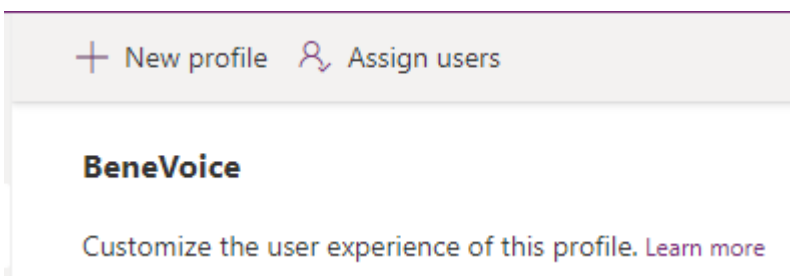 New profile Assign users
BeneVoice
Customize the user experience of this profile. Learn more